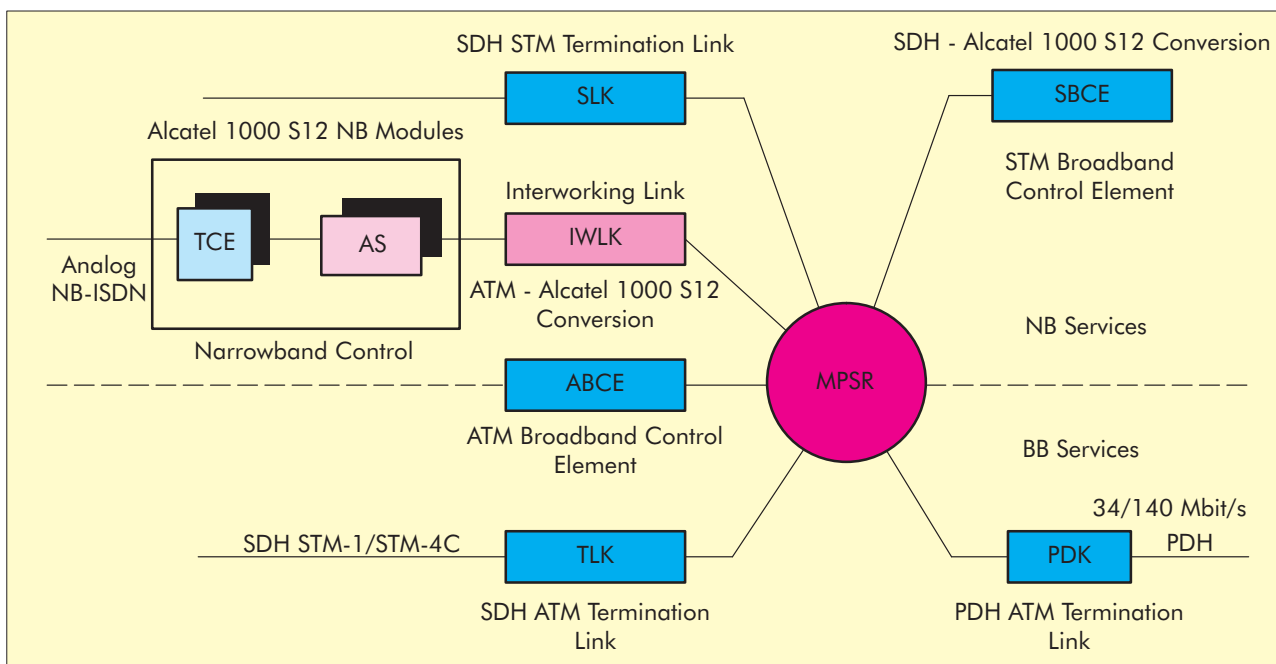 SDH STM Termination Link
SLK
SDH - Alcatel 1000 S12 Conversion
SBCE
STM Broadband
Control Element
Alcatel 1000 S12 NB Modules
TCE
AS
Analog
NB-ISDN
Narrowband Control
Interworking Link
IWLK
ATM - Alcatel 1000 S12
Conversion
NB Services
MPSR
ABCE
ATM Broadband Control
Element
BB Services
SDH STM-1/STM-4C
TLK
SDH ATM Termination
Link
34/140 Mbit/s
PDH
PDK
PDH ATM Termination
Link